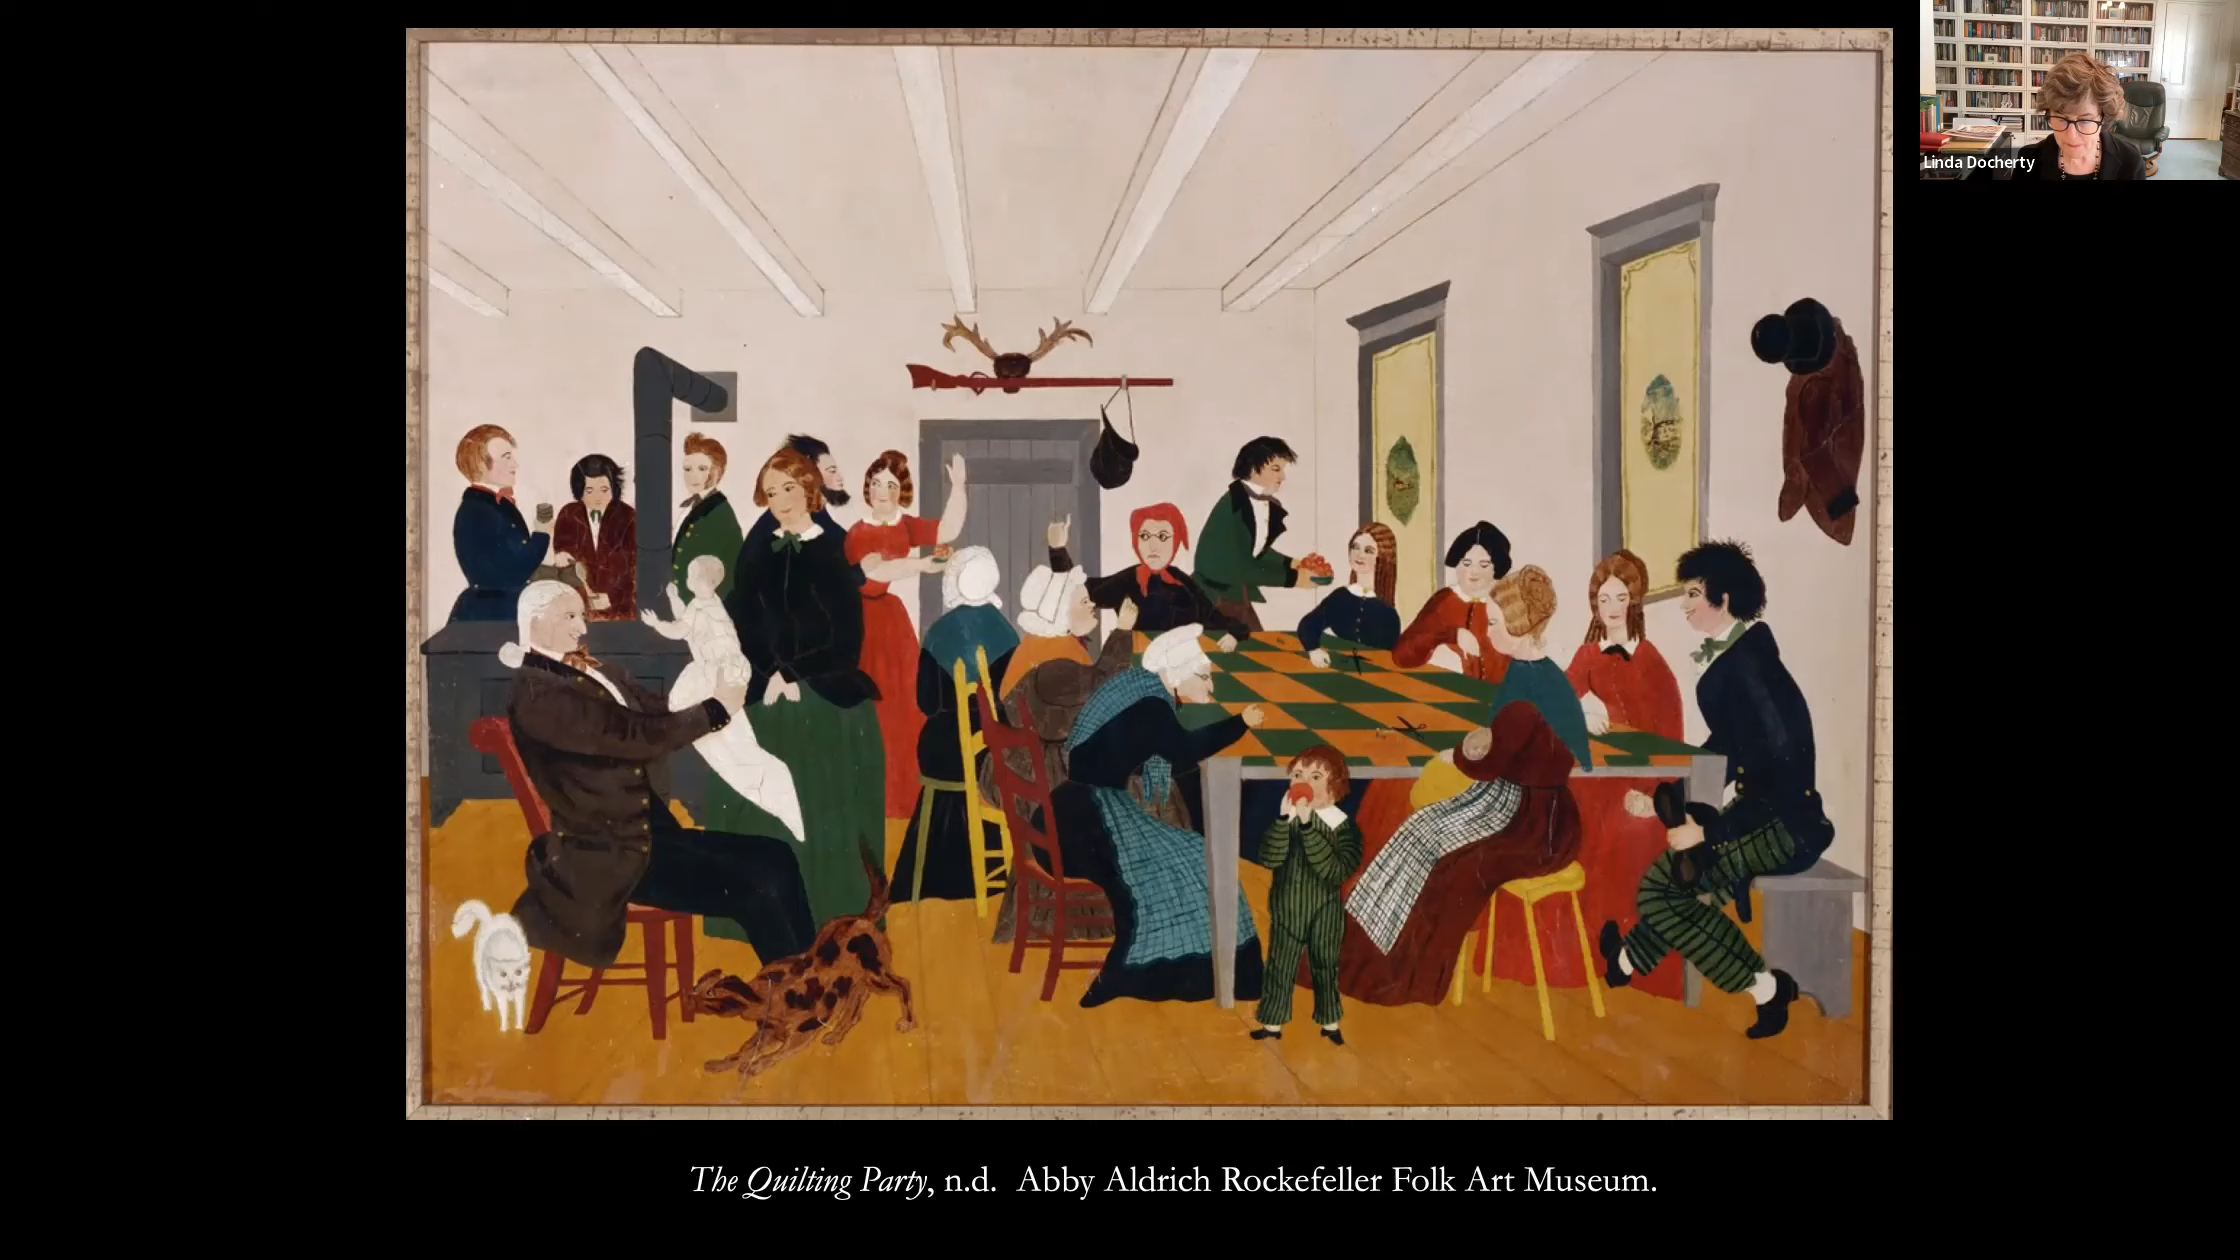 Linda Docherty
The Quilting Party, n.d. Abby Aldrich Rockefeller Folk Art Museum.